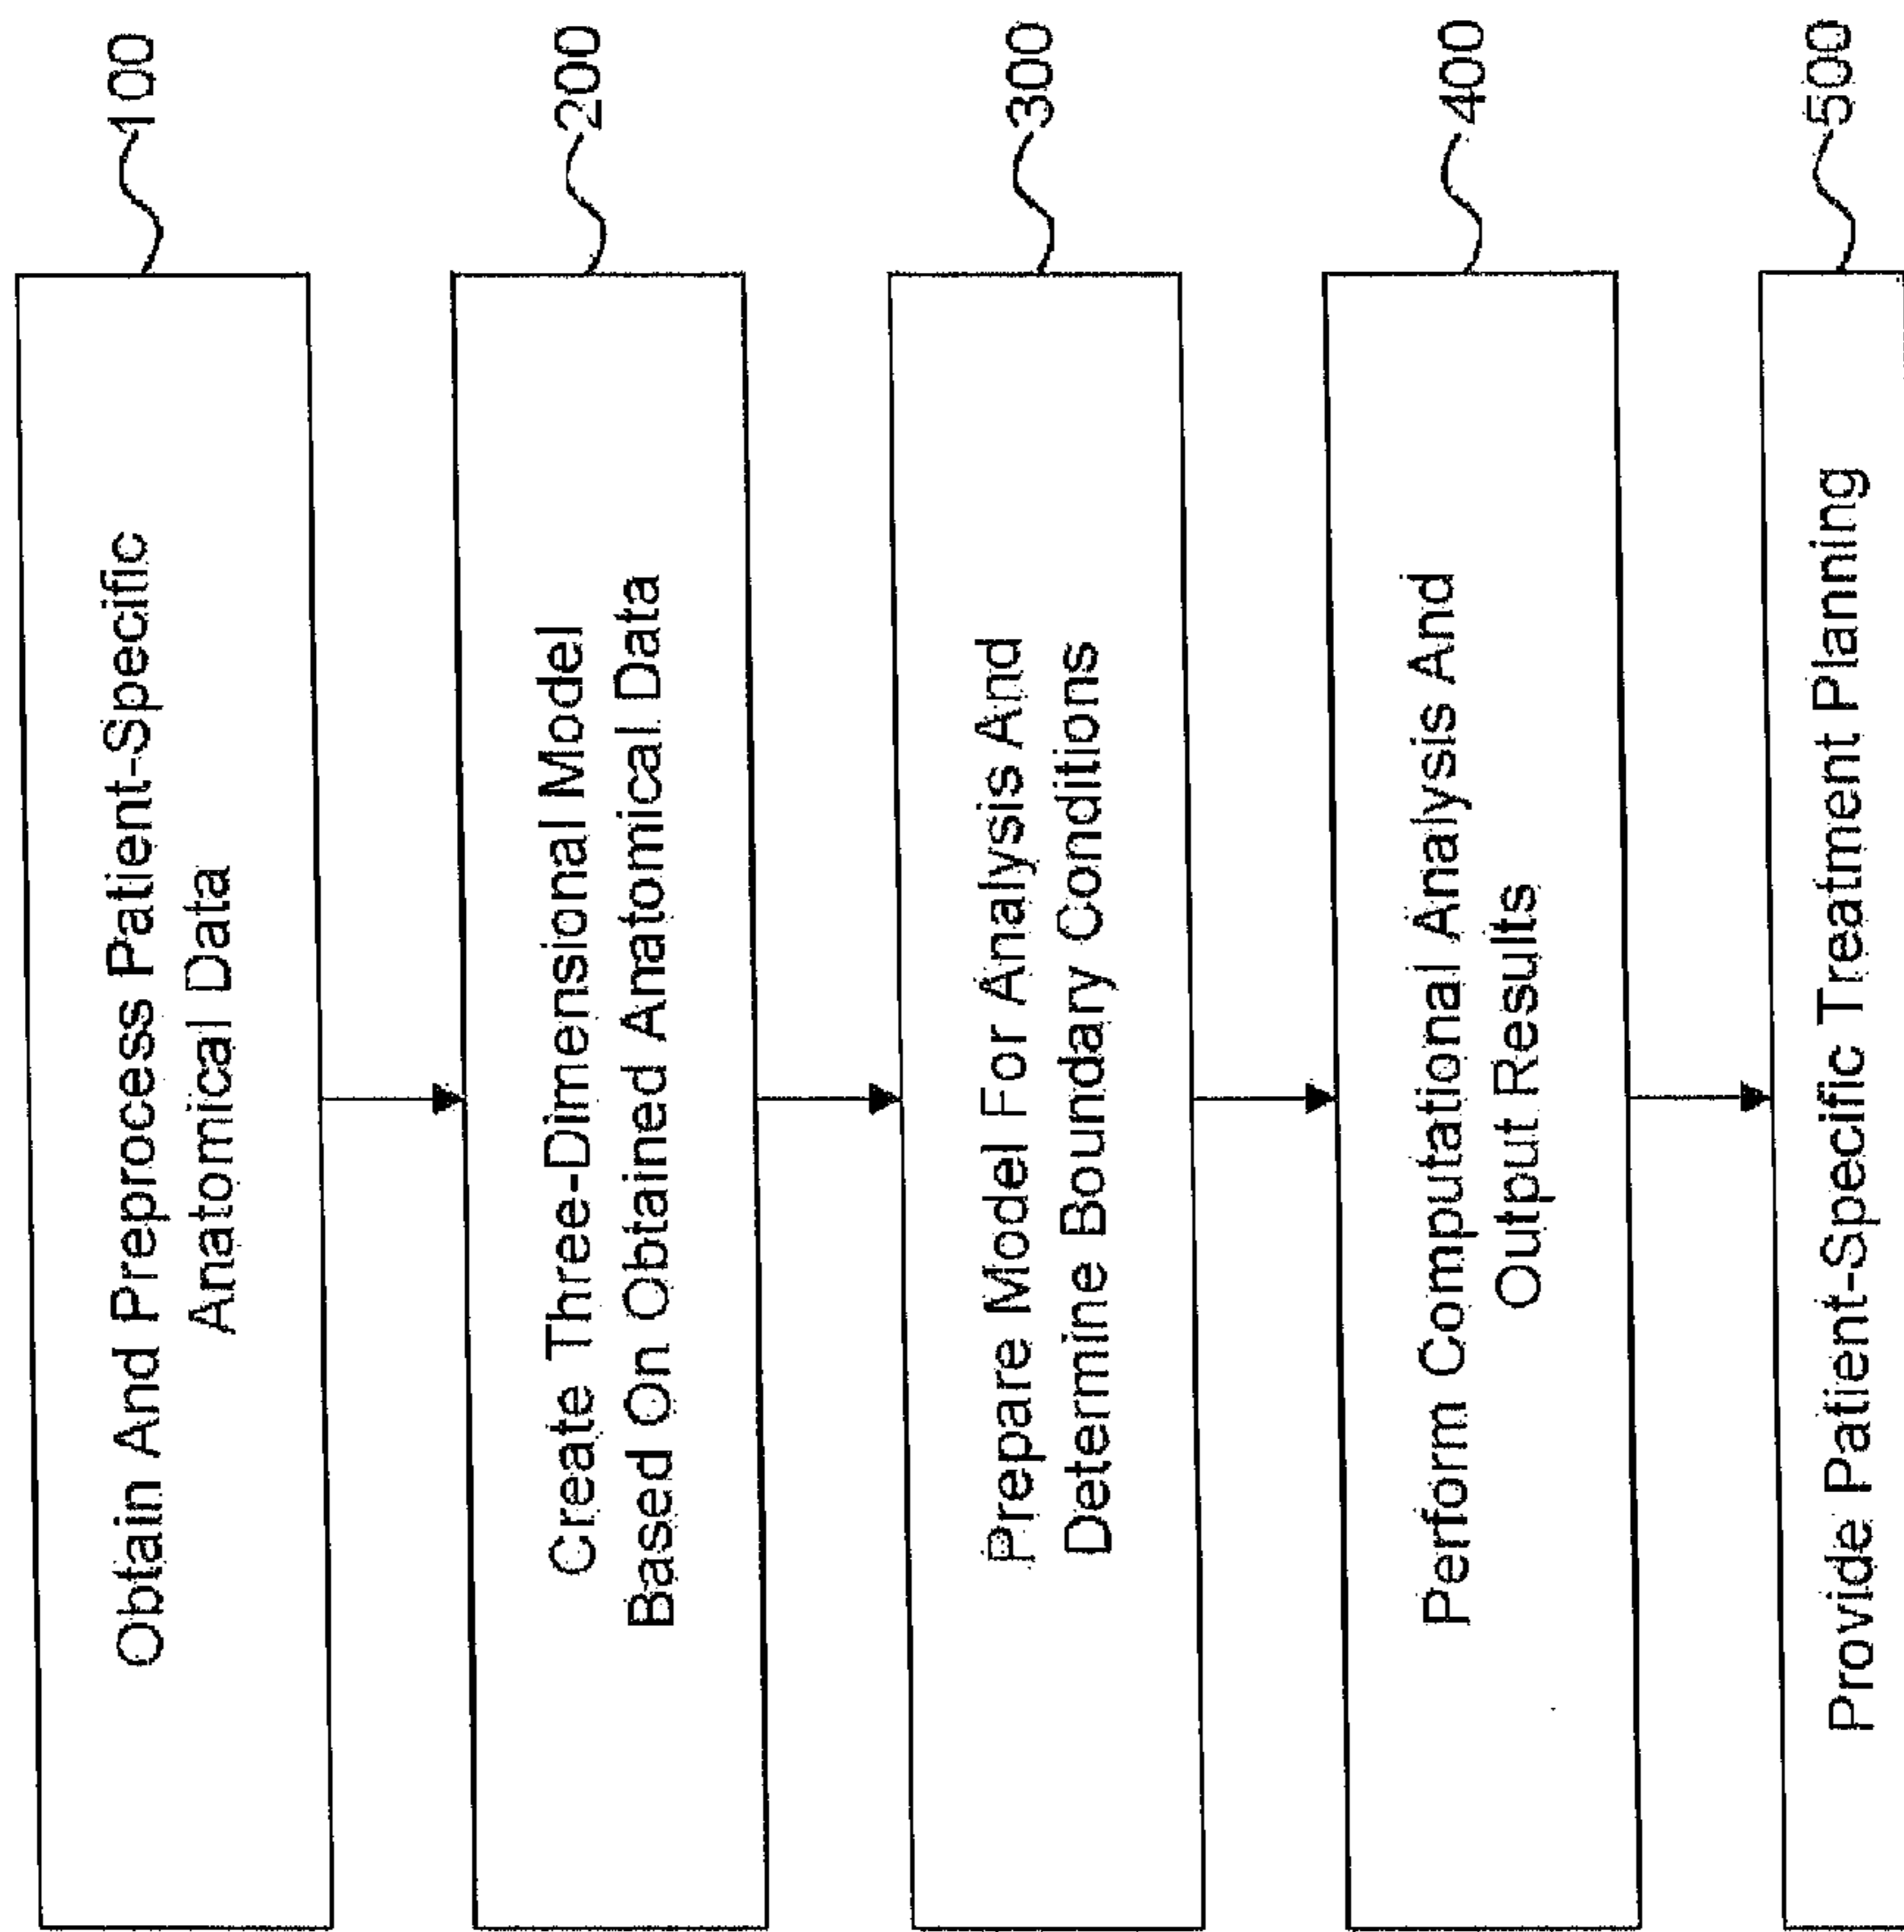 Obtain And Preprocess Patient-Specific
Anatomical Data
100
Create Three-Dimensional Model
Based On Obtained Anatomical Data
200
Prepare Model For Analysis And
Determine Boundary Conditions
300
Perform Computational Analysis And
Output Results
400
Provide Patient-Specific Treatment Planning
500